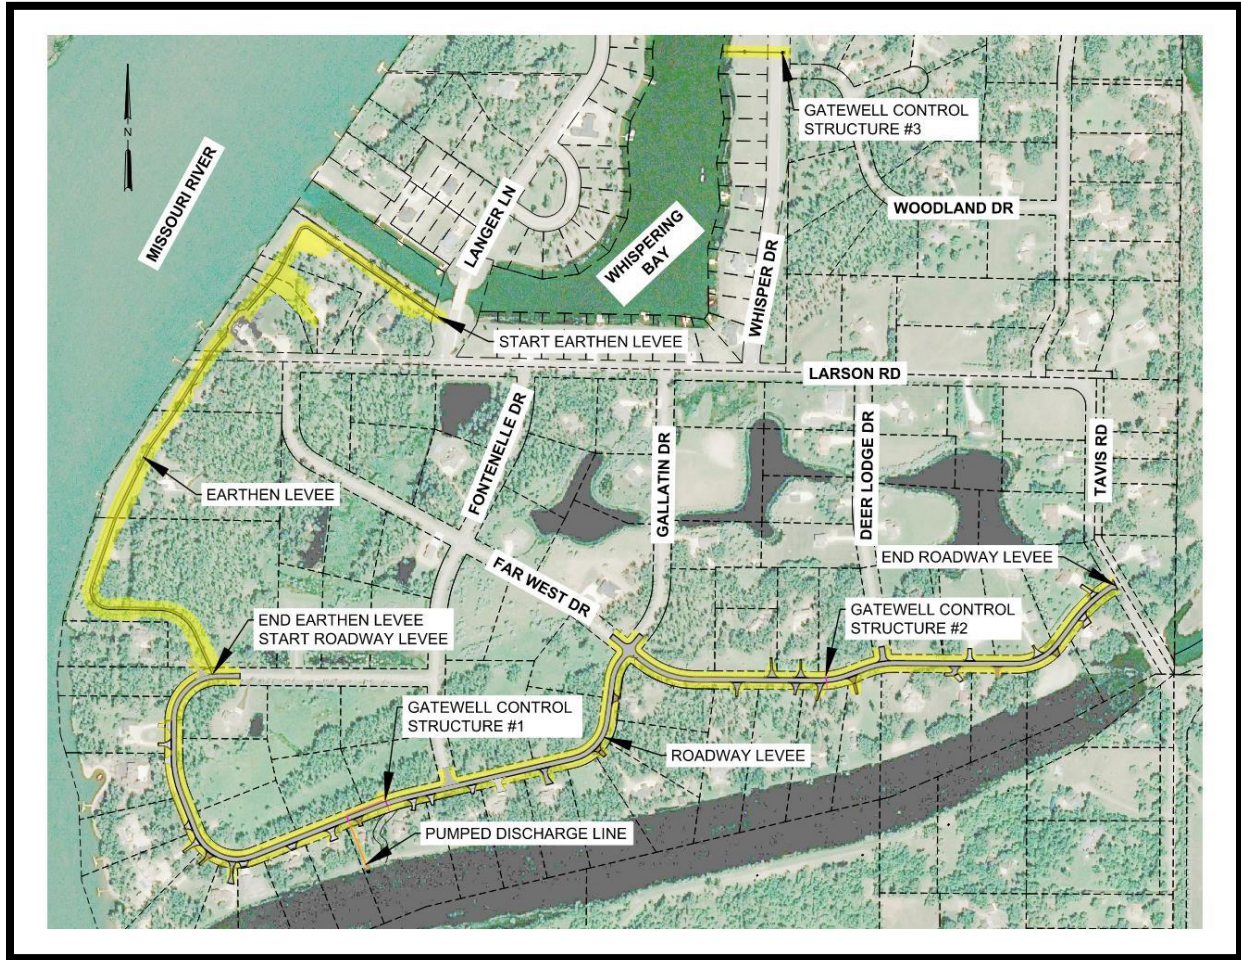 GATEWELL CONTROL
STRUCTURE #3
N
MISSOURI RIVER
LANGER LN
WHISPERING
BAY
WOODLAND DR
WHISPER DR
START EARTHEN LEVEE
LARSON RD
FONTENELLE DR
GALLATIN DR
DEER LODGE DR
TAVIS RD
EARTHEN LEVEE
FAR WEST DR
END ROADWAY LEVEE
END EARTHEN LEVEE
START ROADWAY LEVEE
GATEWELL CONTROL
STRUCTURE #2
GATEWELL CONTROL
STRUCTURE #1
ROADWAY LEVEE
PUMPED DISCHARGE LINE